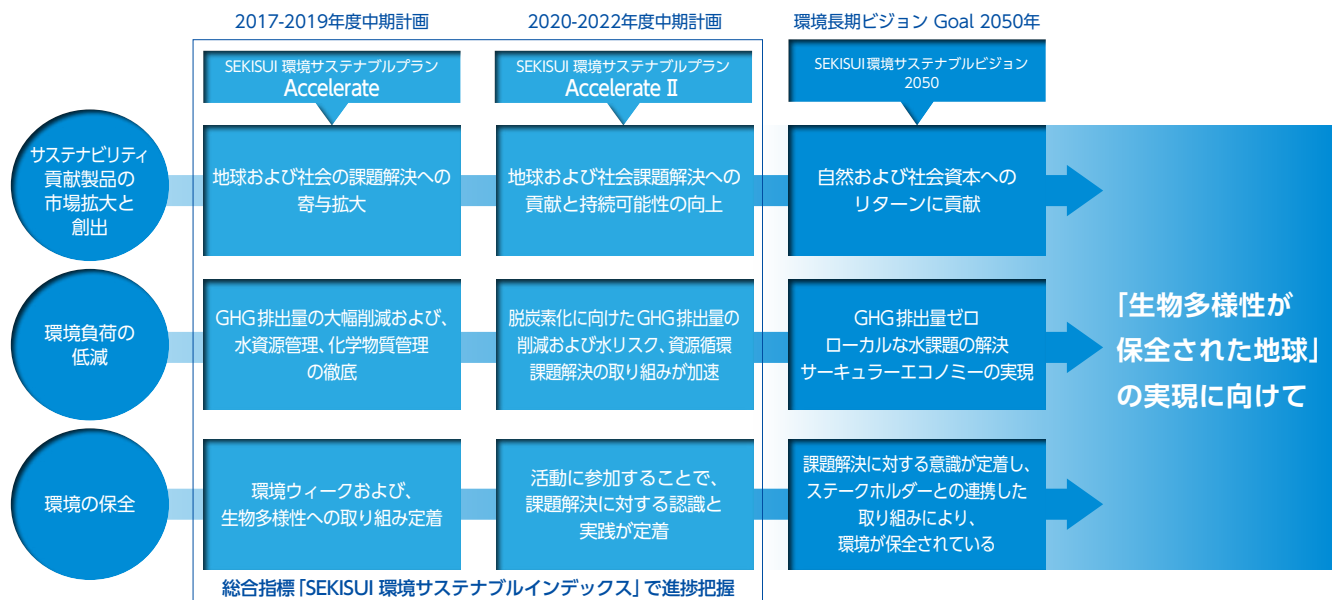 2017-2019年度中期計画
2020-2022年度中期計画
環境長期ビジョン Goal 2050年
SEKISUI 環境サステナブルプラン
Accelerate
SEKISUI 環境サステナブルプラン
Accelerate Ⅱ
SEKISUI環境サステナブルビジョン
2050
サステナビリティ
貢献製品の
市場拡大と
創出
地球および社会の課題解決への
寄与拡大
地球および社会課題解決への
貢献と持続可能性の向上
自然および社会資本への
リターンに貢献
環境負荷の
低減
GHG排出量の大幅削減および、
水資源管理、化学物質管理
の徹底
脱炭素化に向けたGHG排出量の
削減および水リスク、資源循環
課題解決の取り組みが加速
GHG排出量ゼロ
ローカルな水課題の解決
サーキュラーエコノミーの実現
環境の保全
環境ウィークおよび、
生物多様性への取り組み定着
活動に参加することで、
課題解決に対する認識と
実践が定着
課題解決に対する意識が定着し、
ステークホルダーとの連携した
取り組みにより、
環境が保全されている
「生物多様性が
保全された地球」
の実現に向けて
総合指標「SEKISUI 環境サステナブルインデックス」で進捗把握